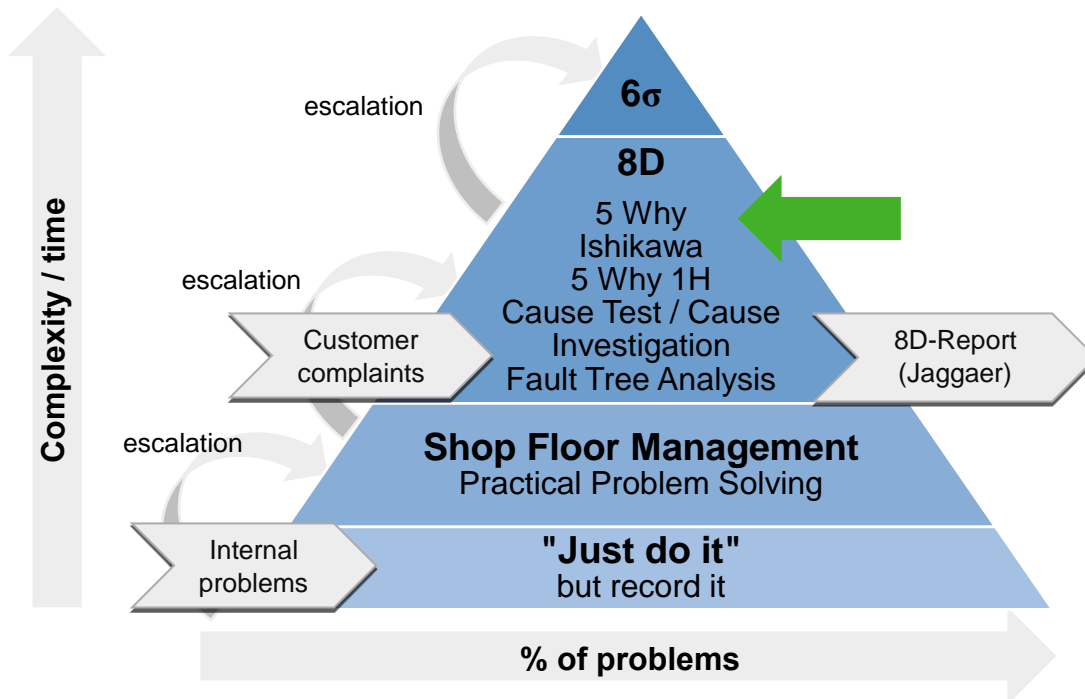 6σ
escalation
8D
5 Why
Ishikawa
5 Why 1H
Cause Test / Cause
Investigation
Fault Tree Analysis
escalation
Customer
complaints
8D-Report
(Jaggaer)
escalation
Shop Floor Management
Practical Problem Solving
Internal
problems
"Just do it"
but record it
Complexity / time
% of problems